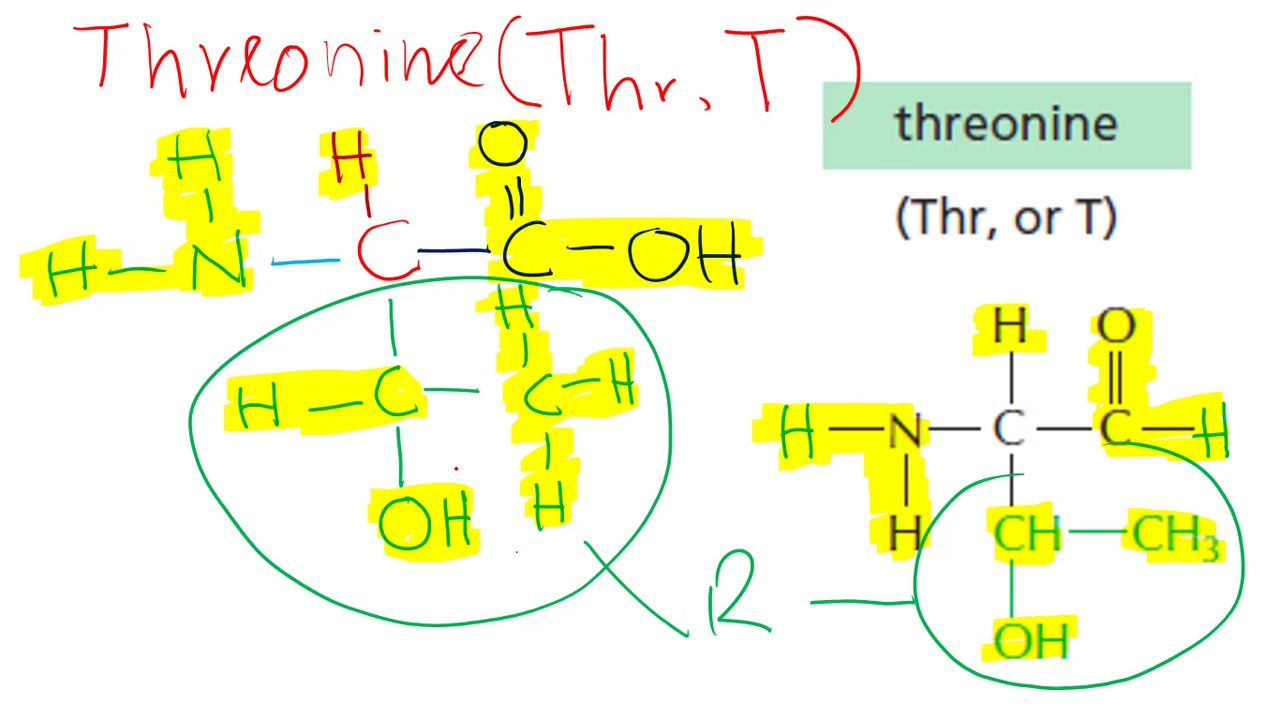 Threonine (Thr, T)
threonine
(Thr, or T)
H H O
||
H — N — C — C — OH
H
H — C — C — H
OH H
H O
||
H — N — C — C — H
H CH — CH₃
OH
R